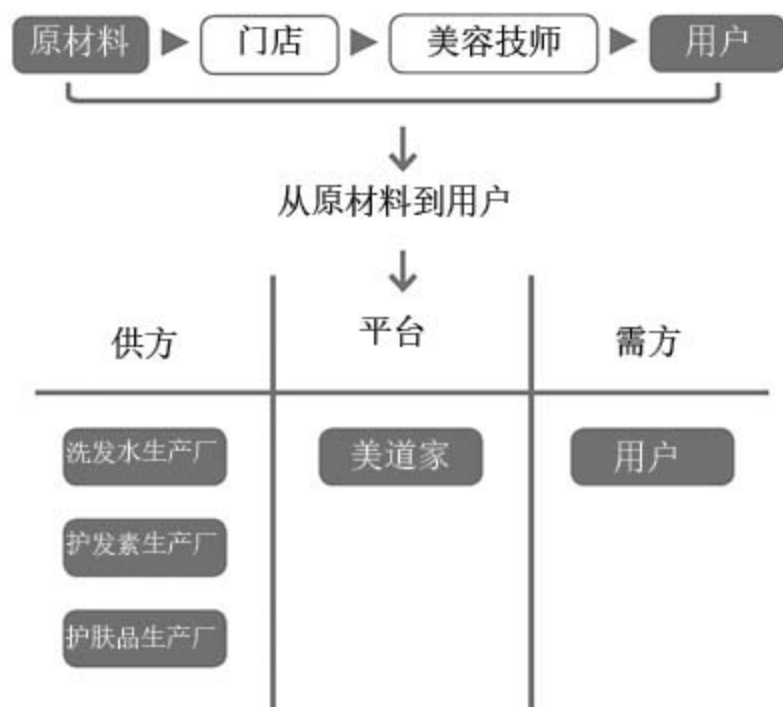 原材料 门店 美容技师 用户
从原材料到用户
供方 平台 需方
洗发水生产厂 美道家 用户
护发素生产厂
护肤品生产厂